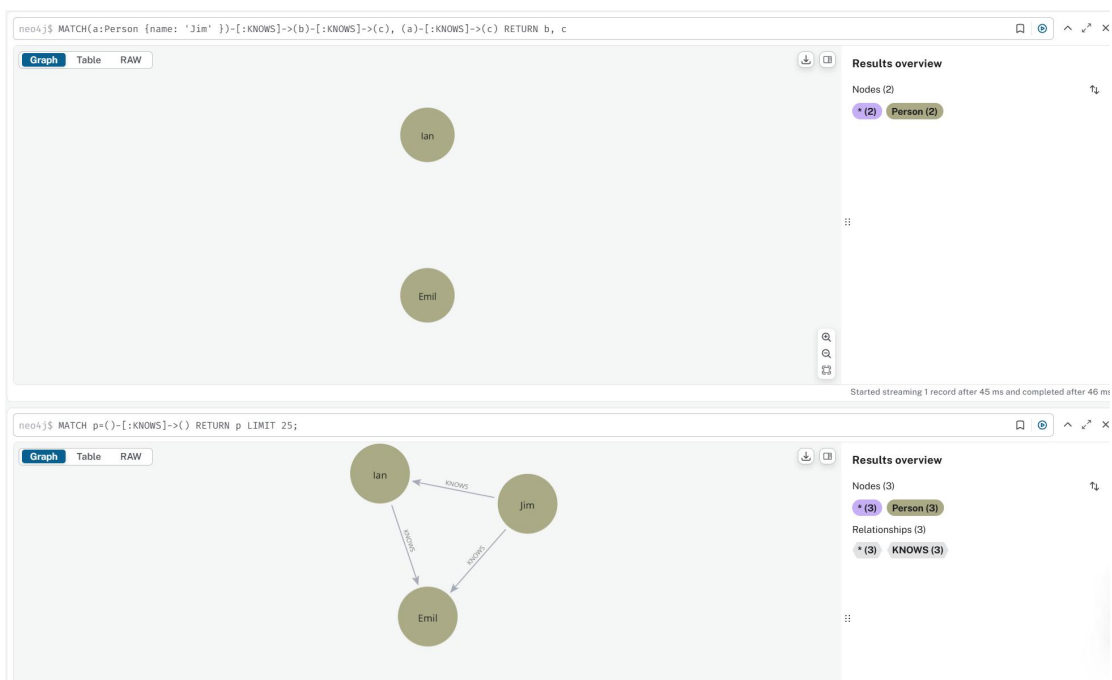 neo4j$ MATCH(a:Person {name: 'Jim' })-[:KNOWS]->(b)-[:KNOWS]->(c), (a)-[:KNOWS]->(c) RETURN b, c
Graph Table RAW
Results overview
Nodes (2)
* (2) Person (2)
Ian
Emil
Started streaming 1 record after 45 ms and completed after 46 ms
neo4j$ MATCH p=()-[:KNOWS]->() RETURN p LIMIT 25;
Graph Table RAW
Results overview
Nodes (3)
* (3) Person (3)
Relationships (3)
* (3) KNOWS (3)
Ian
KNOWS
Jim
KNOWS
KNOWS
Emil